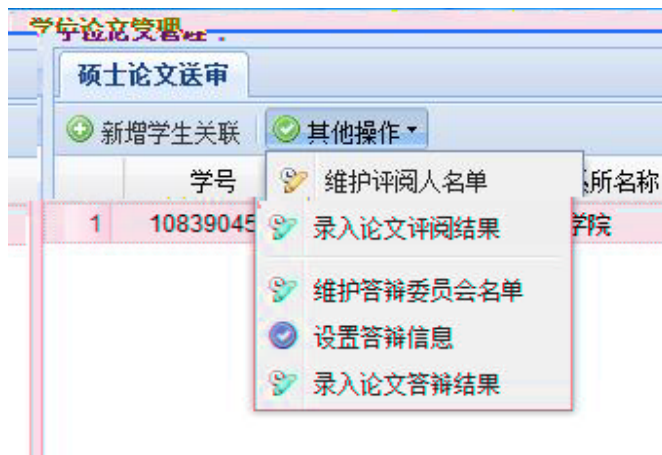 学位论文管理
硕士论文送审
新增学生关联 其他操作
学号 所名称
1 10839045 学院
维护评阅人名单
录入论文评阅结果
维护答辩委员会名单
设置答辩信息
录入论文答辩结果